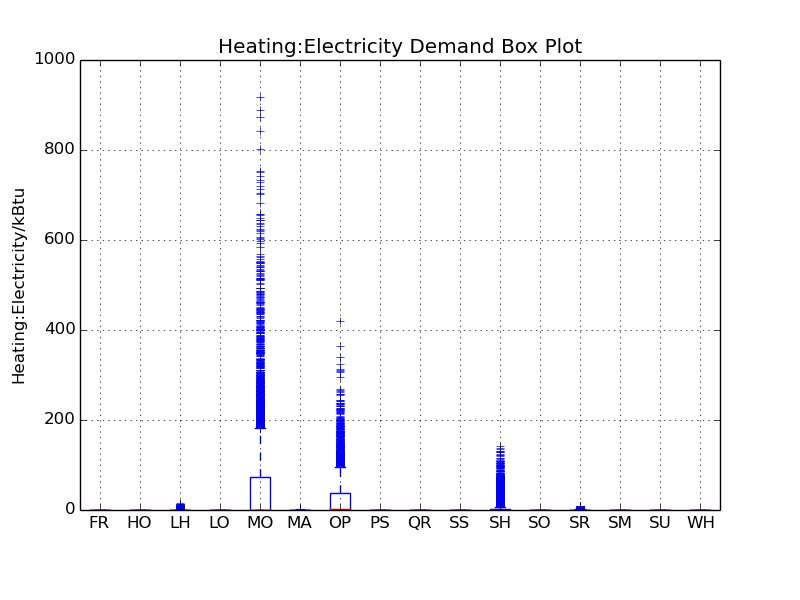 Heating:Electricity Demand Box Plot
1000
800
600
400
200
0
Heating:Electricity/kBtu
FR HO LH LO MO MA OP PS QR SS SH SO SR SM SU WH